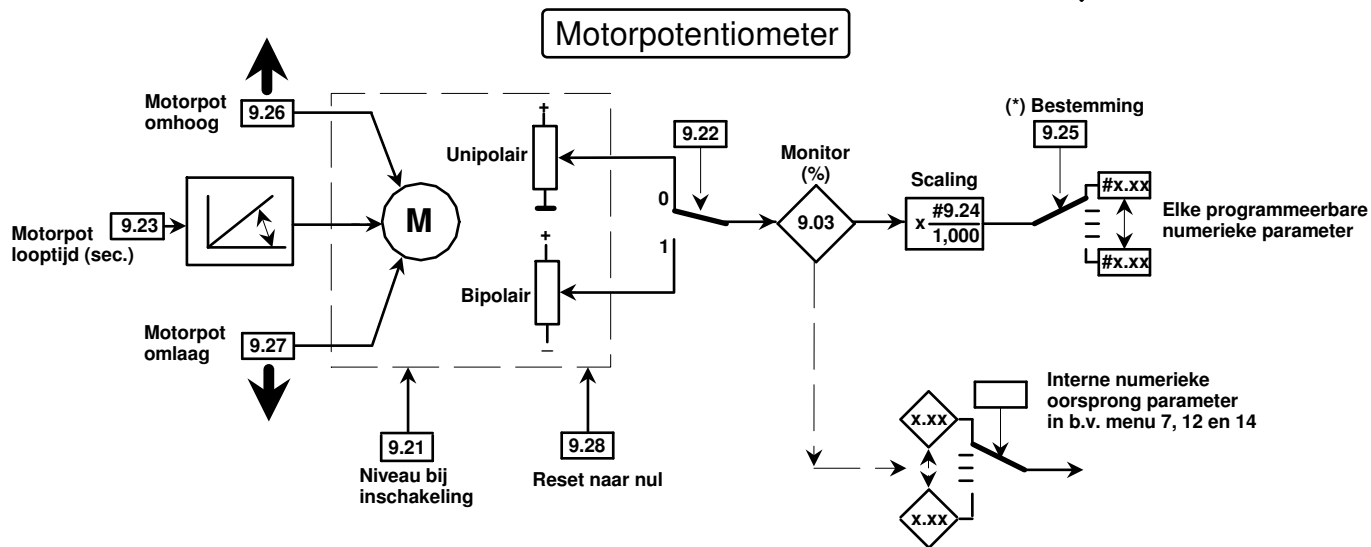 Motorpotentiometer
Motorpot
omhoog
9.26
Motorpot
looptijd (sec.)
9.23
Motorpot
omlaag
9.27
M
+
Unipolair
+
Bipolair
–
9.21
Niveau bij
inschakeling
9.28
Reset naar nul
9.22
0
1
Monitor
(%)
9.03
Scaling
x #9.24
1,000
(*) Bestemming
9.25
#x.xx
#x.xx
Elke programmeerbare
numerieke parameter
x.xx
x.xx
Interne numerieke
oorsprong parameter
in b.v. menu 7, 12 en 14